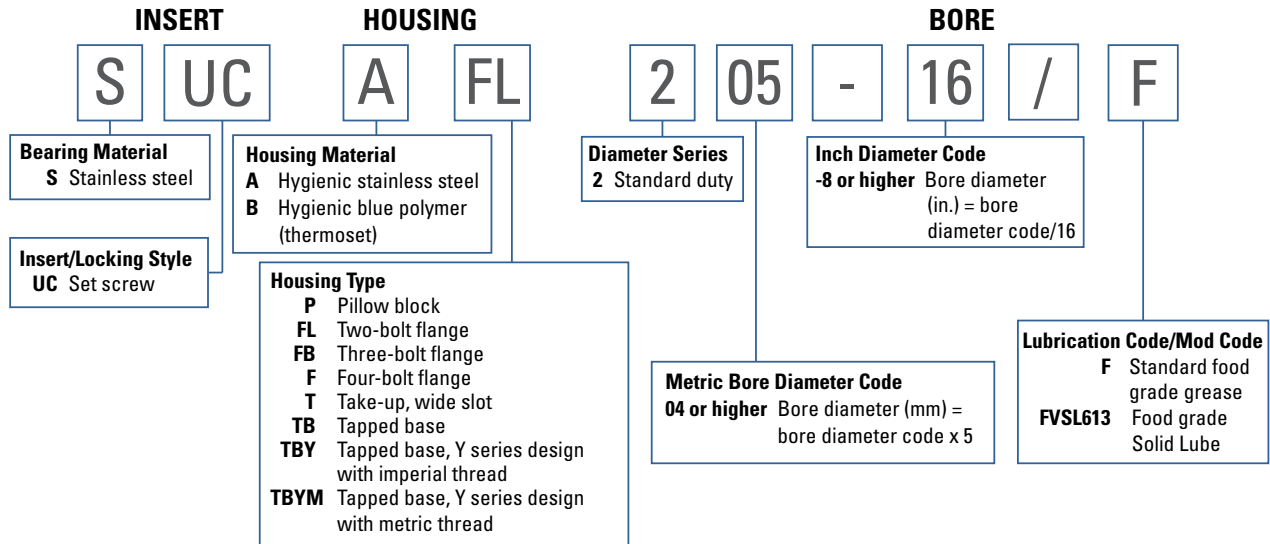 INSERT HOUSING BORE
S UC A FL 2 05 - 16 / F
Bearing Material
S Stainless steel
Insert/Locking Style
UC Set screw
Housing Material
A Hygienic stainless steel
B Hygienic blue polymer
(thermoset)
Housing Type
P Pillow block
FL Two-bolt flange
FB Three-bolt flange
F Four-bolt flange
T Take-up, wide slot
TB Tapped base
TBY Tapped base, Y series design
with imperial thread
TBYM Tapped base, Y series design
with metric thread
Diameter Series
2 Standard duty
Metric Bore Diameter Code
04 or higher Bore diameter (mm) =
bore diameter code x 5
Inch Diameter Code
-8 or higher Bore diameter
(in.) = bore
diameter code/16
Lubrication Code/Mod Code
F Standard food
grade grease
FVSL613 Food grade
Solid Lube